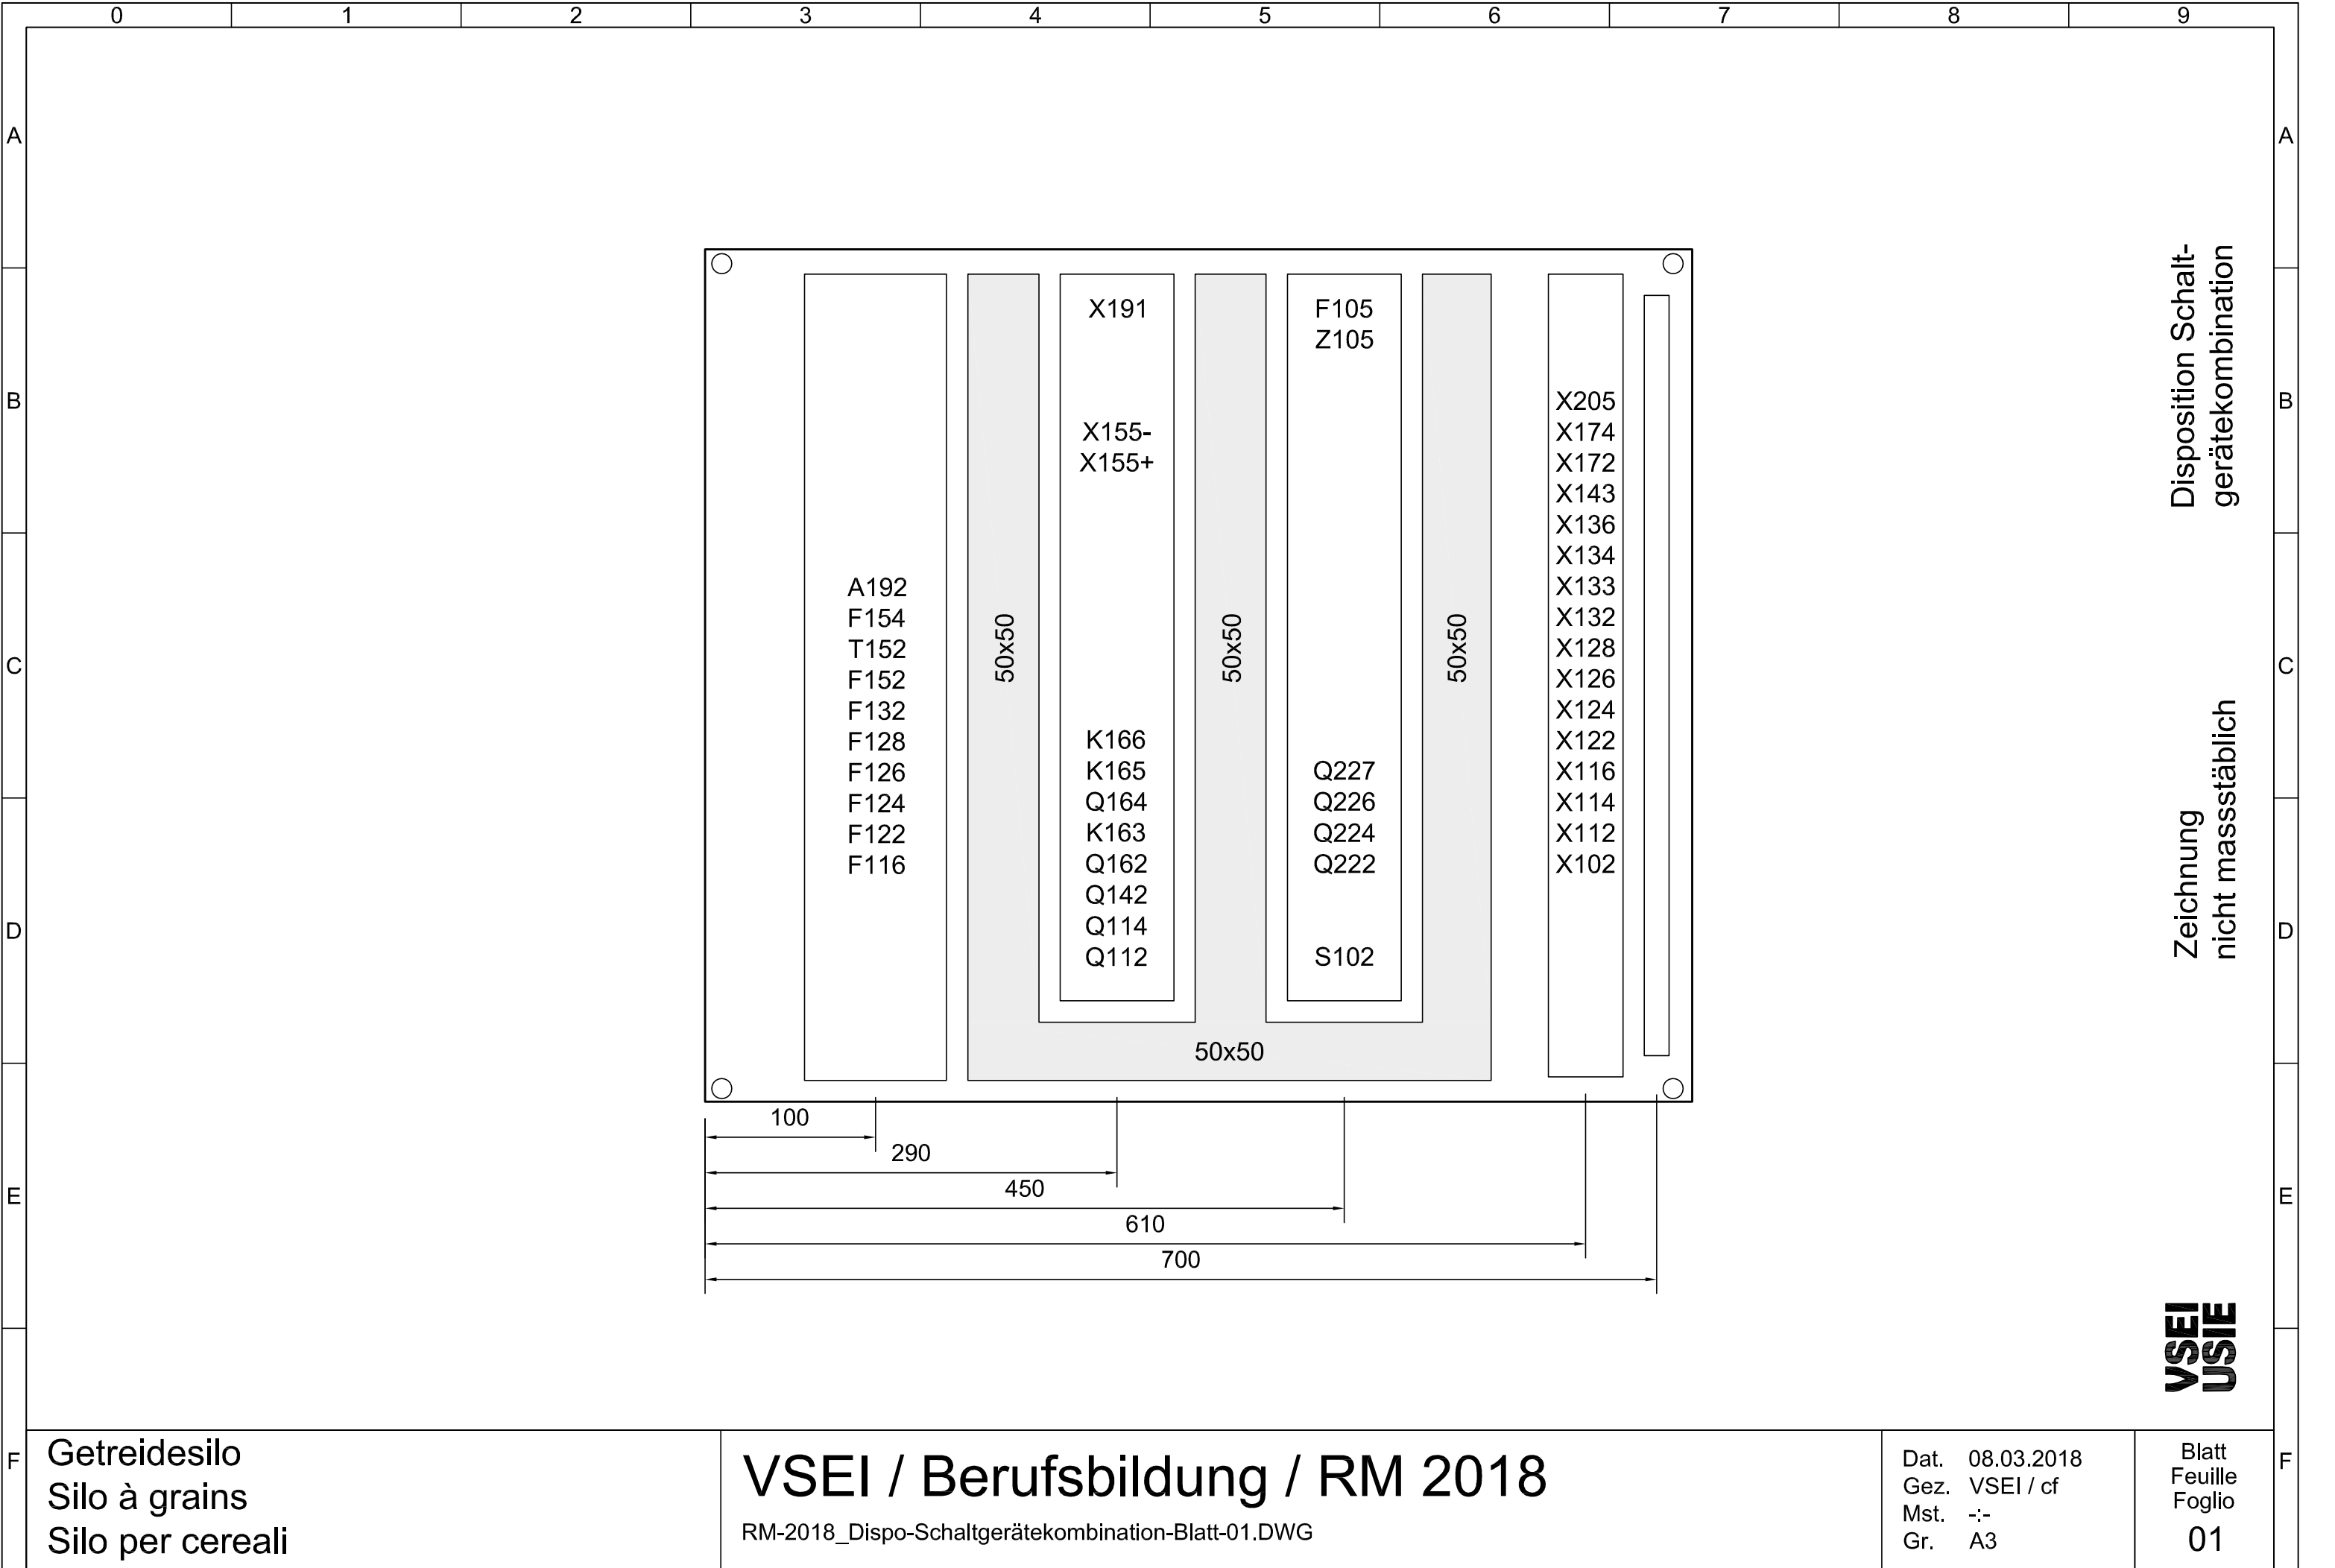 0 1 2 3 4 5 6 7 8 9
A A
B B
C C
D D
E E
F F
A192
F154
T152
F152
F132
F128
F126
F124
F122
F116
50x50
X191
X155-
X155+
K166
K165
Q164
K163
Q162
Q142
Q114
Q112
50x50
F105
Z105
Q227
Q226
Q224
Q222
S102
50x50
X205
X174
X172
X143
X136
X134
X133
X132
X128
X126
X124
X122
X116
X114
X112
X102
50x50
100
290
450
610
700
Disposition Schalt-
gerätekombination
Zeichnung
nicht massstäblich
VSEI
USIE
Getreidesilo
Silo à grains
Silo per cereali
VSEI / Berufsbildung / RM 2018
RM-2018_Dispo-Schaltgerätekombination-Blatt-01.DWG
Dat. 08.03.2018
Gez. VSEI / cf
Mst. -:-
Gr. A3
Blatt
Feuille
Foglio
01